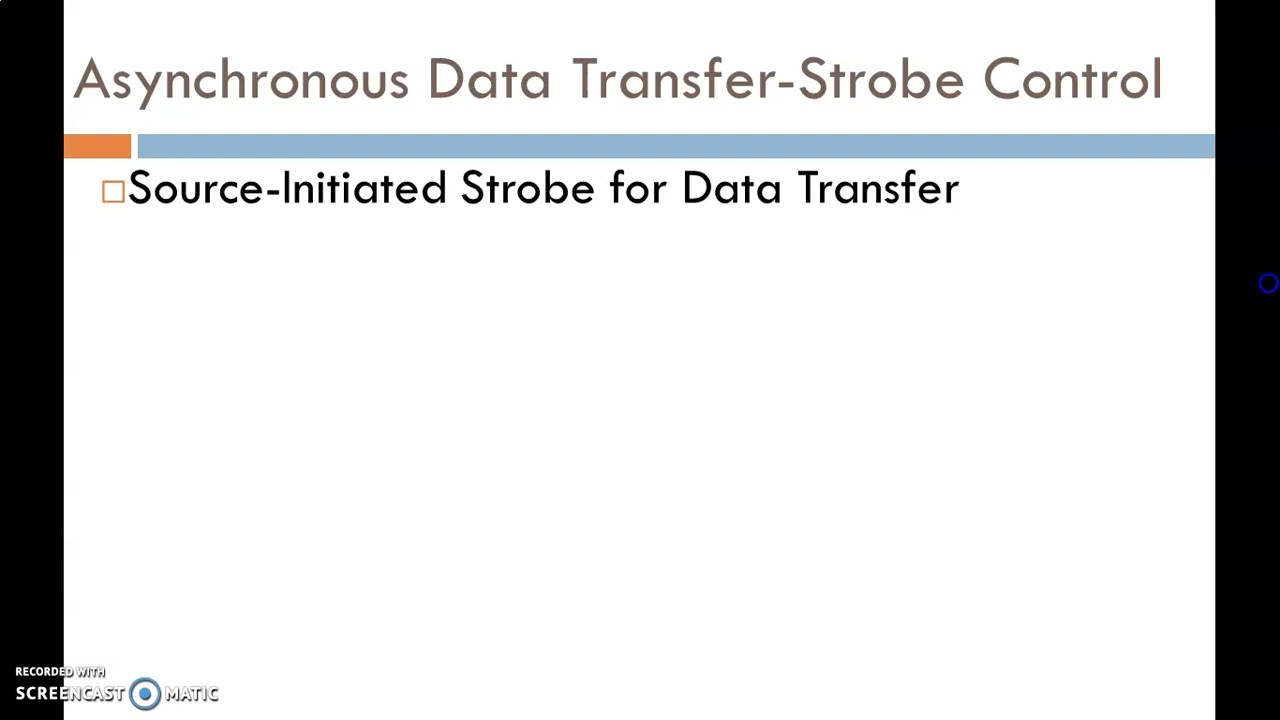 Asynchronous Data Transfer-Strobe Control
Source-Initiated Strobe for Data Transfer
RECORDED WITH
SCREENCAST MATIC